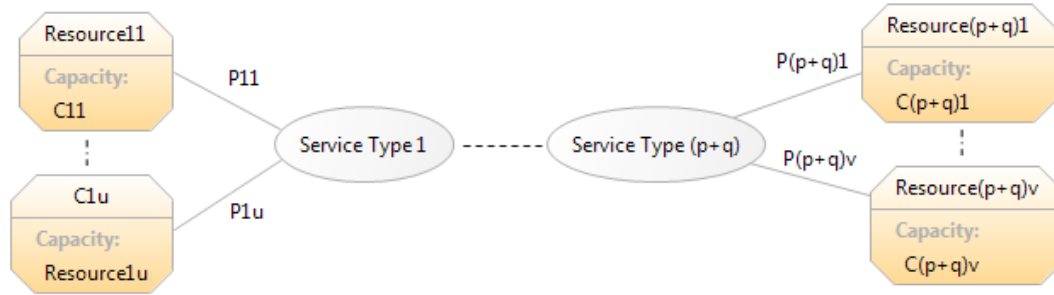 Resource11
Capacity:
C11
P11
Service Type 1
P1u
C1u
Capacity:
Resource1u
Service Type (p+q)
P(p+q)1
Resource(p+q)1
Capacity:
C(p+q)1
P(p+q)v
Resource(p+q)v
Capacity:
C(p+q)v